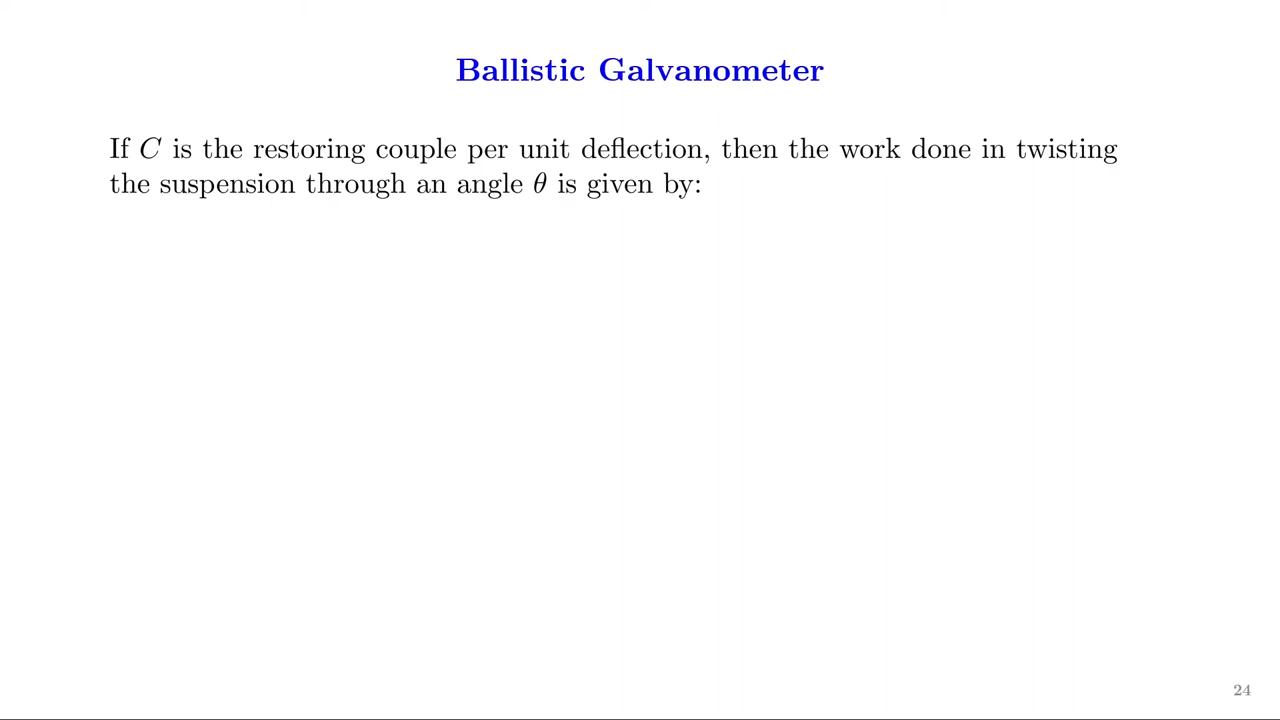 Ballistic Galvanometer
If C is the restoring couple per unit deflection, then the work done in twisting
the suspension through an angle θ is given by:
24